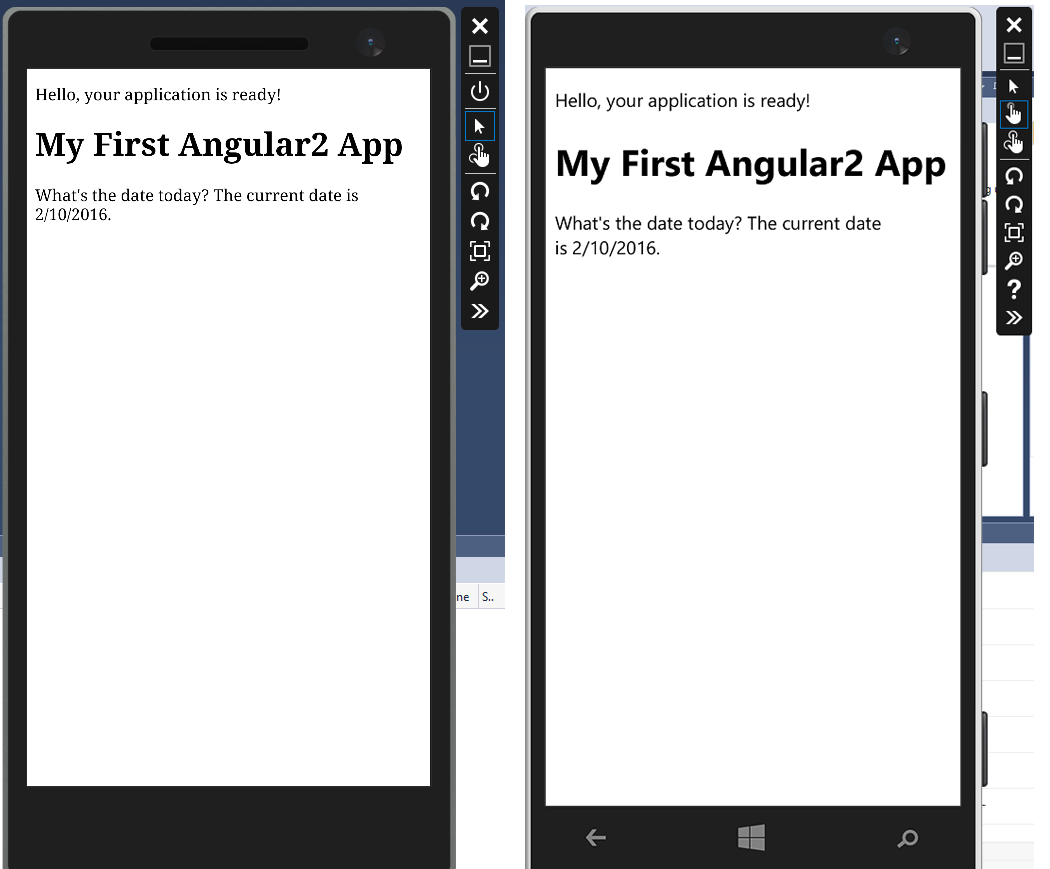 Hello, your application is ready!
My First Angular2 App
What's the date today? The current date is
2/10/2016.
ne
S..
Hello, your application is ready!
My First Angular2 App
What's the date today? The current date
is 2/10/2016.
?